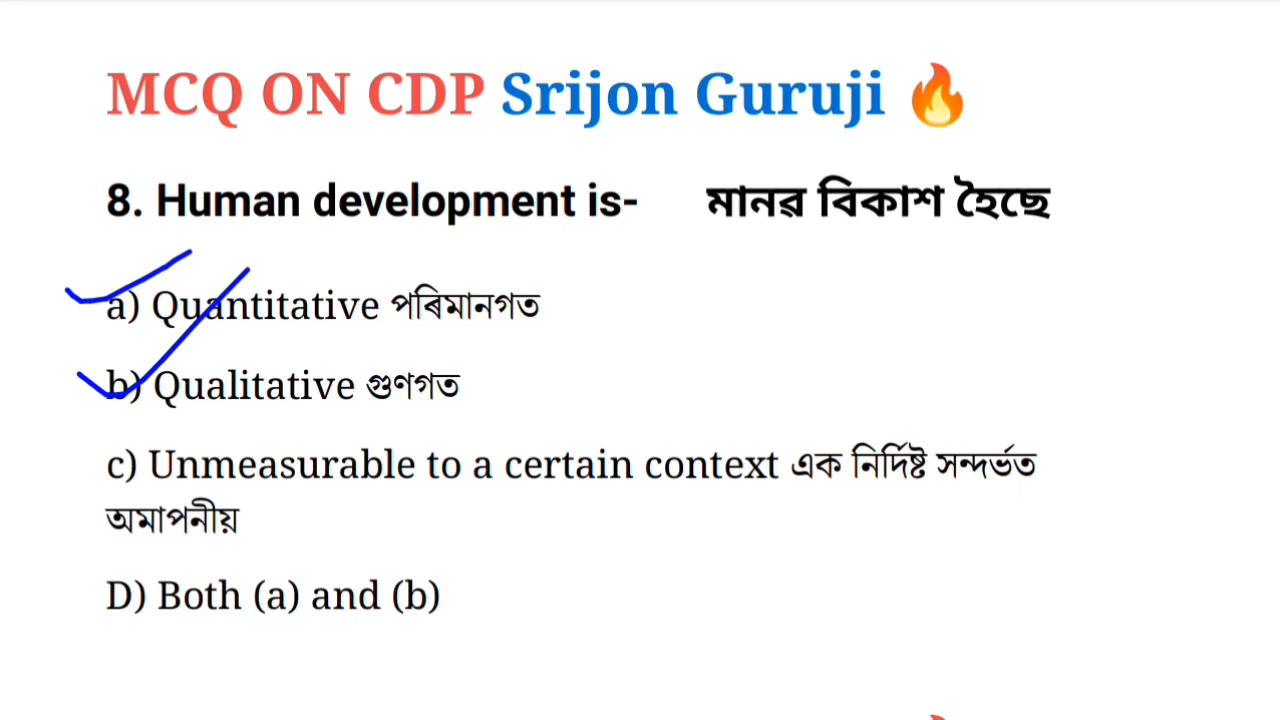 MCQ ON CDP Srijon Guruji 🔥
8. Human development is- মানৱ বিকাশ হৈছে
a) Quantitative পৰিমানগত
b) Qualitative গুণগত
c) Unmeasurable to a certain context এক নিৰ্দিষ্ট সন্দৰ্ভত
অমাপনীয়
D) Both (a) and (b)